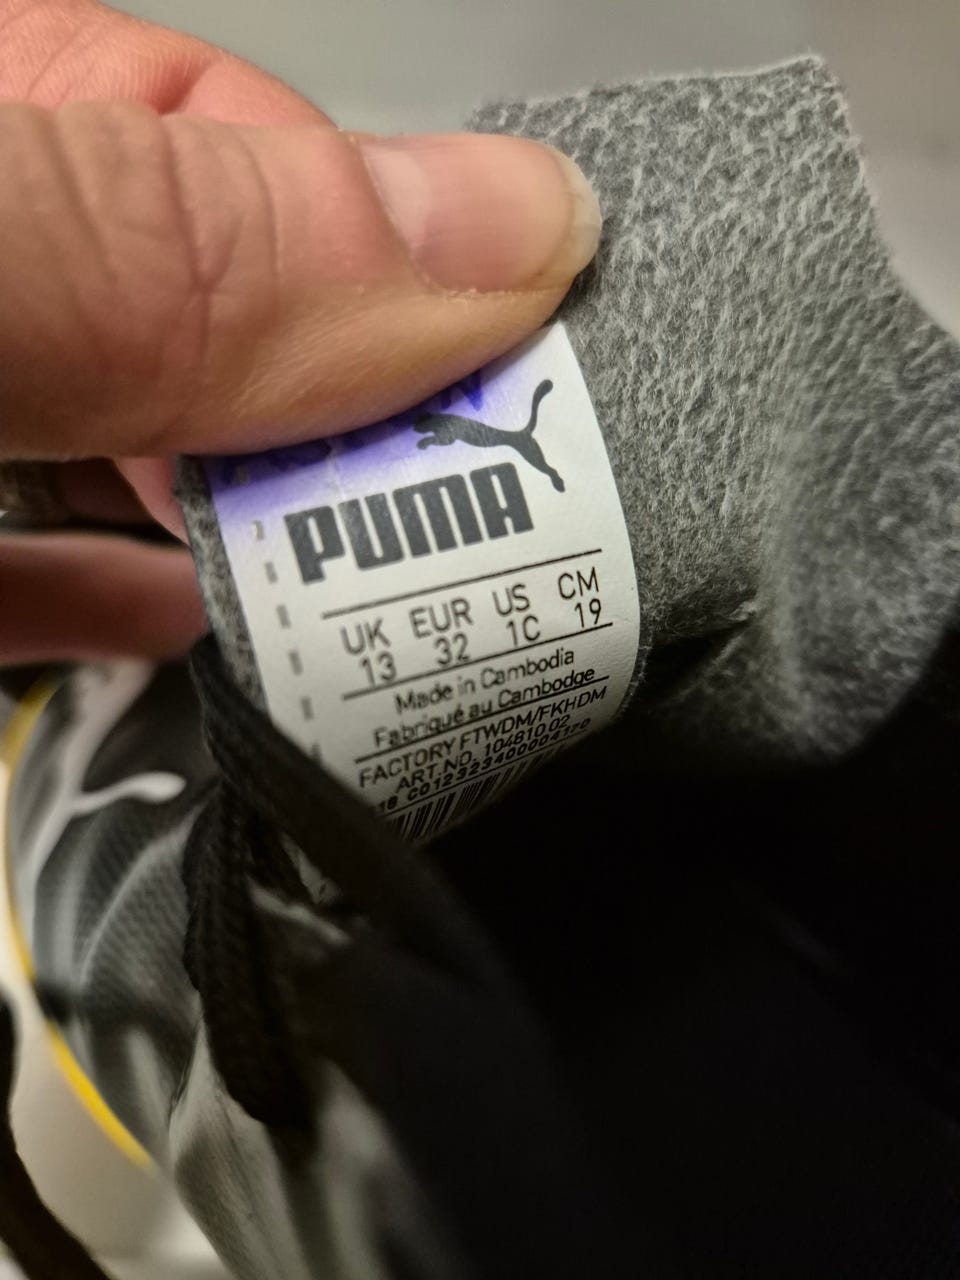 PUMA
UK EUR US CM
13 32 1C 19
Made in Cambodia
Fabriqué au Cambodge
FACTORY FTWDM/FKHDM
ART.NO. 104810 02